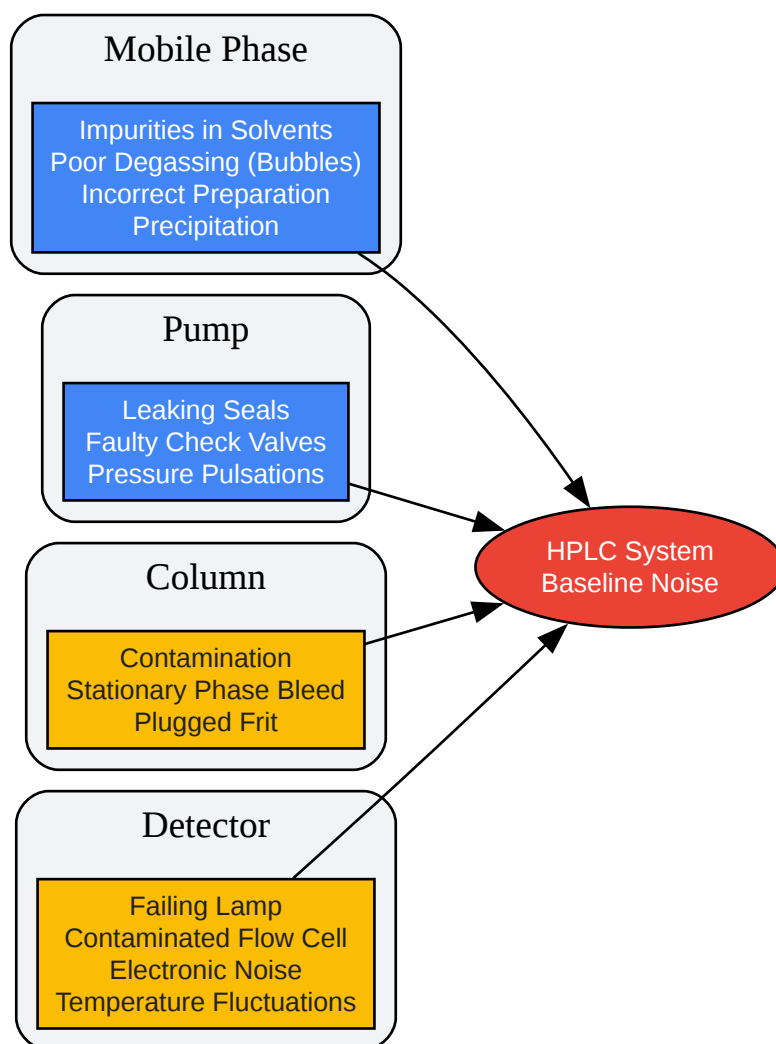 Mobile Phase
Impurities in Solvents
Poor Degassing (Bubbles)
Incorrect Preparation
Precipitation
Pump
Leaking Seals
Faulty Check Valves
Pressure Pulsations
HPLC System
Baseline Noise
Column
Contamination
Stationary Phase Bleed
Plugged Frit
Detector
Failing Lamp
Contaminated Flow Cell
Electronic Noise
Temperature Fluctuations